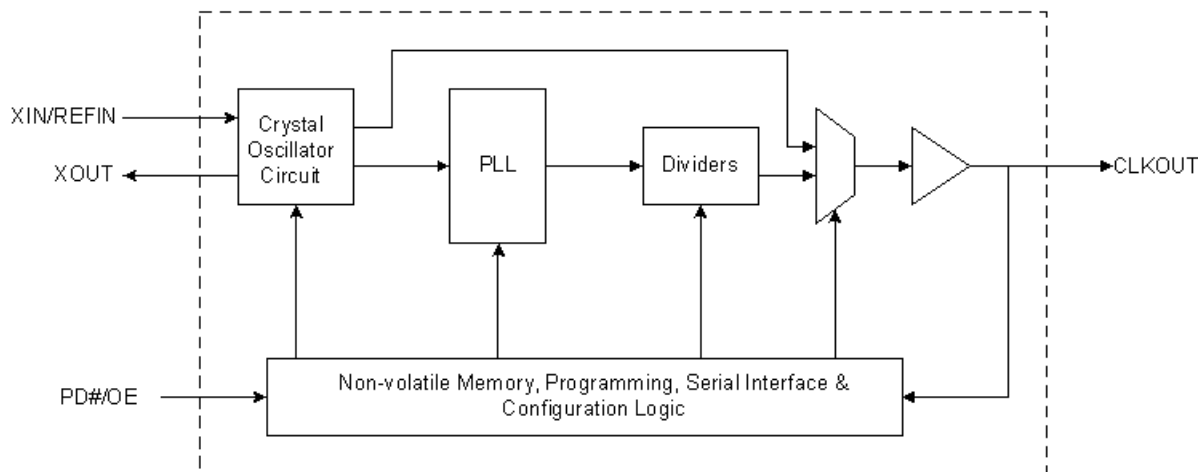 XIN/REFIN
XOUT
Crystal
Oscillator
Circuit
PLL
Dividers
CLKOUT
PD#/OE
Non-volatile Memory, Programming, Serial Interface &
Configuration Logic